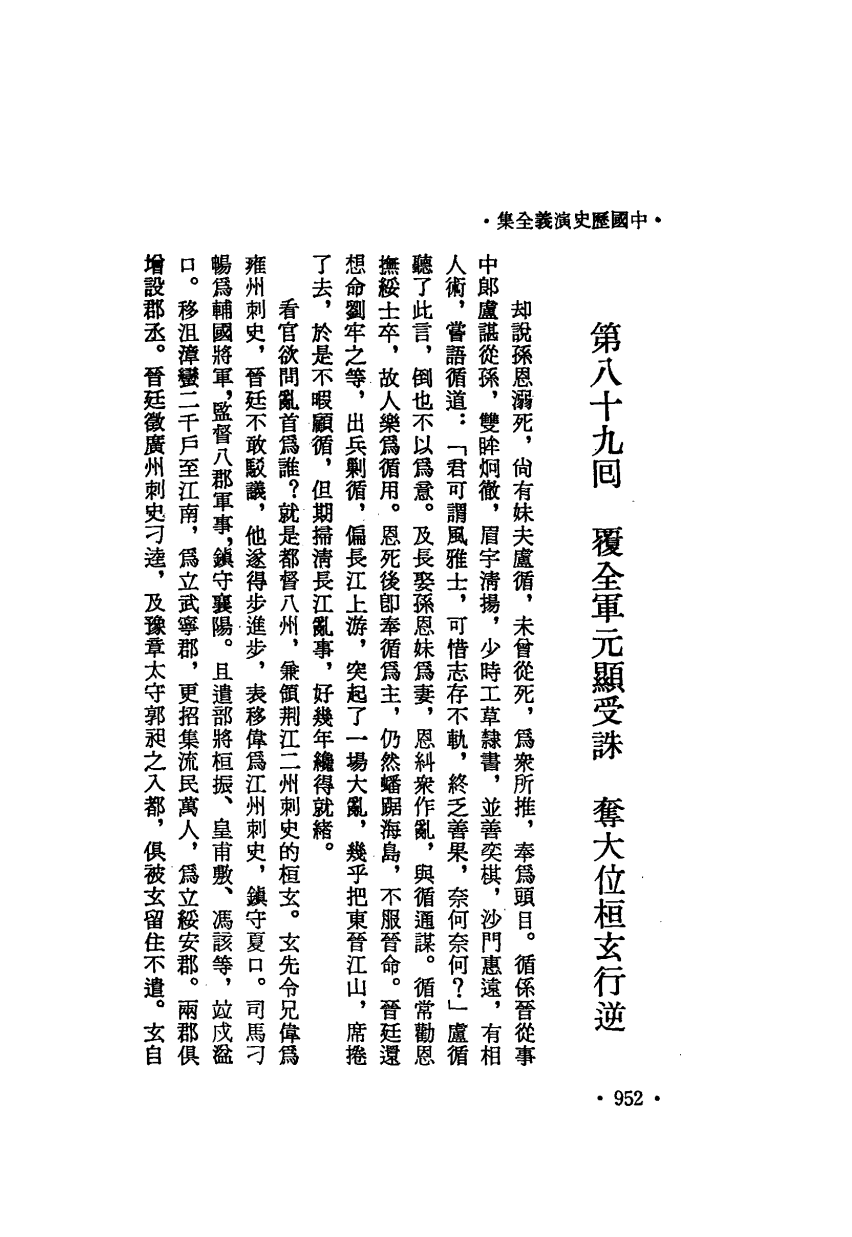 ·中國歷史演義全集·
第八十九回　覆全軍元顯受誅　奪大位桓玄行逆
却說孫恩溺死，尙有妹夫盧循，未曾從死，爲衆所推，奉爲頭目。循係晉從事
中郎盧諶從孫，雙眸炯徹，眉宇淸揚，少時工草隸書，並善奕棋，沙門惠遠，有相
人術，嘗語循道：「君可謂風雅士，可惜志存不軌，終乏善果，奈何奈何？」盧循
聽了此言，倒也不以爲意。及長娶孫恩妹爲妻，恩糾衆作亂，與循通謀。循常勸恩
撫綏士卒，故人樂爲循用。恩死後卽奉循爲主，仍然蟠踞海島，不服晉命。晉廷還
想命劉牢之等，出兵剿循，偏長江上游，突起了一場大亂，幾乎把東晉江山，席捲
了去，於是不暇顧循，但期掃淸長江亂事，好幾年纔得就緒。
看官欲問亂首爲誰？就是都督八州，兼領荆江二州刺史的桓玄。玄先令兄偉爲
雍州刺史，晉廷不敢駁議，他遂得步進步，表移偉爲江州刺史，鎭守夏口。司馬刁
暢爲輔國將軍，監督八郡軍事，鎭守襄陽。且遣部將桓振、皇甫敷、馮該等，竝戍湓
口。移沮漳蠻二千戶至江南，爲立武寧郡，更招集流民萬人，爲立綏安郡。兩郡俱
增設郡丞。晉廷徵廣州刺史刁逵，及豫章太守郭昶之入都，俱被玄留住不遣。玄自
·952·